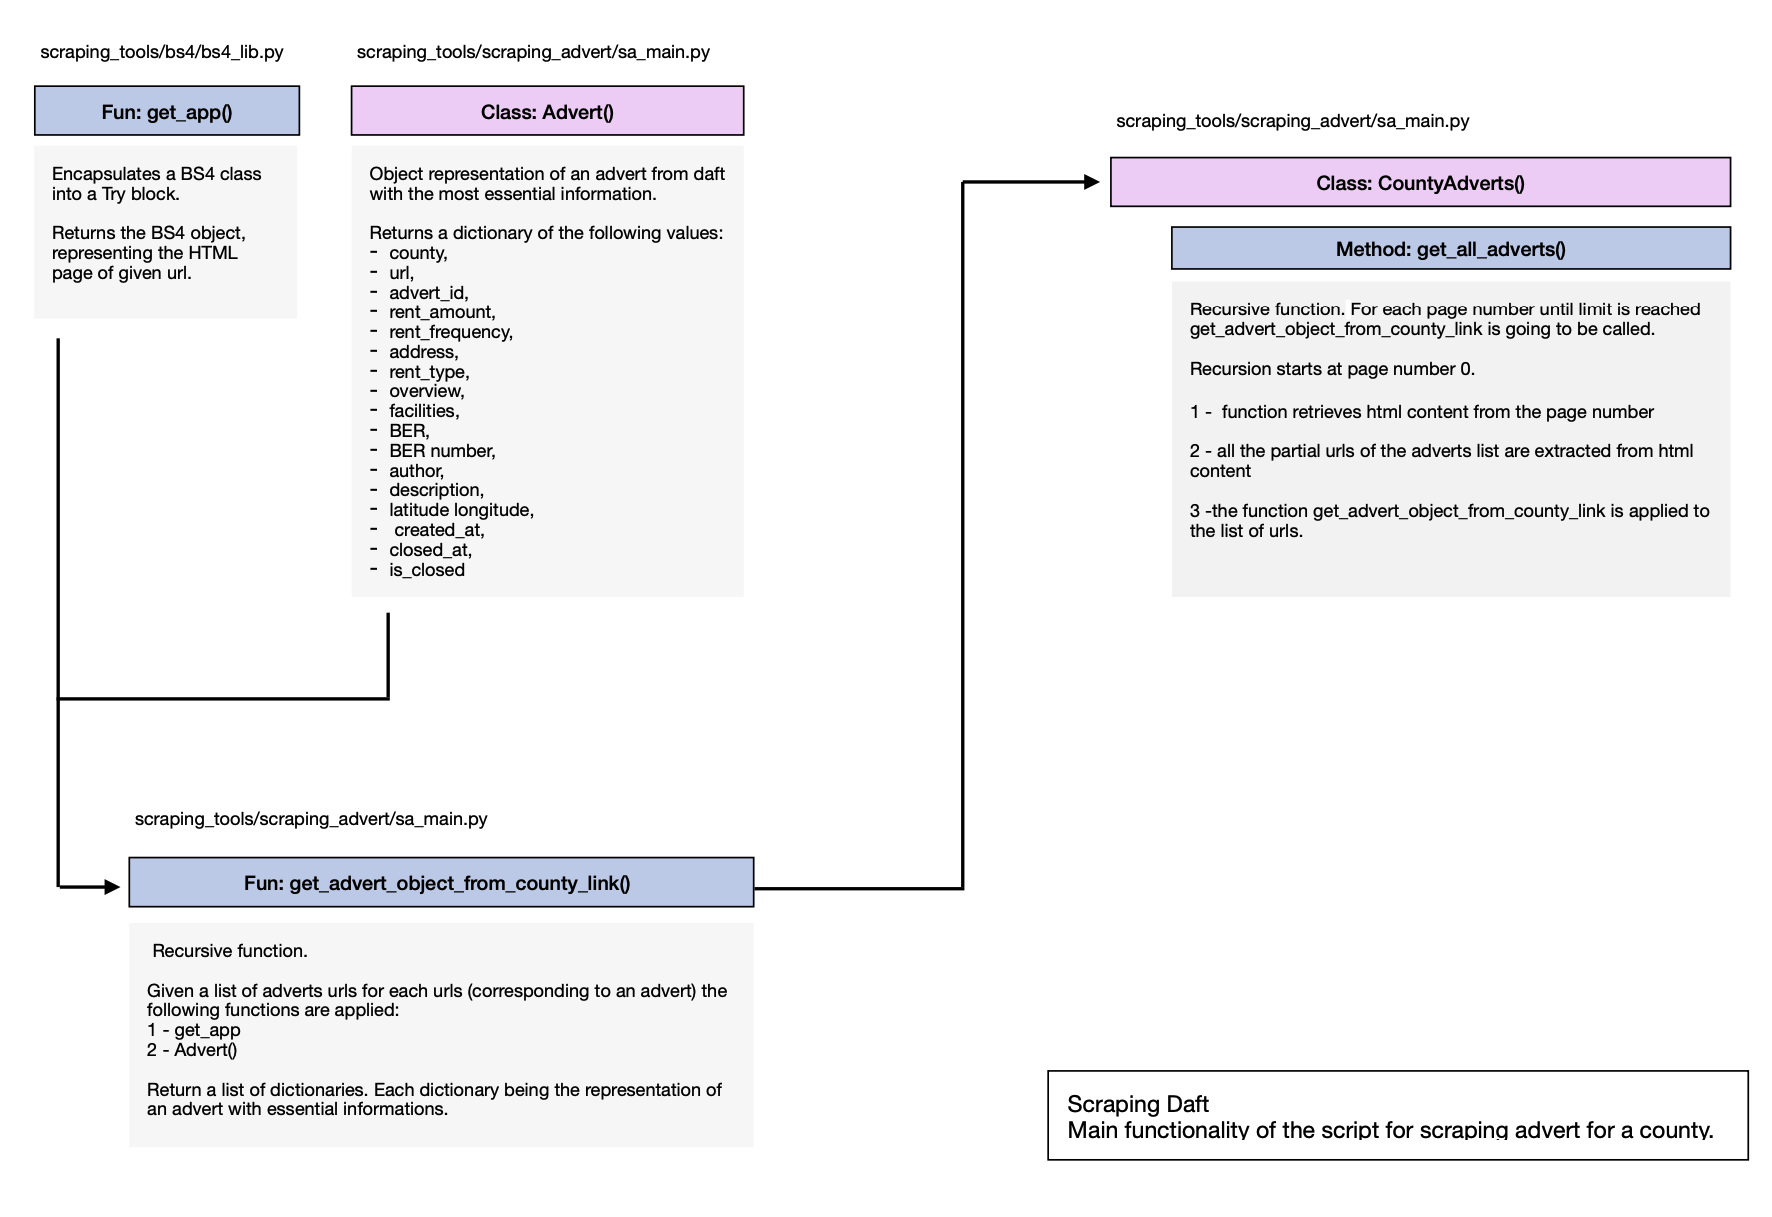 scraping_tools/bs4/bs4_lib.py
Fun: get_app()
Encapsulates a BS4 class
into a Try block.
Returns the BS4 object,
representing the HTML
page of given url.
scraping_tools/scraping_advert/sa_main.py
Class: Advert()
Object representation of an advert from daft
with the most essential information.
Returns a dictionary of the following values:
- county,
- url,
- advert_id,
- rent_amount,
- rent_frequency,
- address,
- rent_type,
- overview,
- facilities,
- BER,
- BER number,
- author,
- description,
- latitude longitude,
- created_at,
- closed_at,
- is_closed
scraping_tools/scraping_advert/sa_main.py
Class: CountyAdverts()
Method: get_all_adverts()
Recursive function. For each page number until limit is reached
get_advert_object_from_county_link is going to be called.
Recursion starts at page number 0.
1 - function retrieves html content from the page number
2 - all the partial urls of the adverts list are extracted from html
content
3 -the function get_advert_object_from_county_link is applied to
the list of urls.
scraping_tools/scraping_advert/sa_main.py
Fun: get_advert_object_from_county_link()
Recursive function.
Given a list of adverts urls for each urls (corresponding to an advert) the
following functions are applied:
1 - get_app
2 - Advert()
Return a list of dictionaries. Each dictionary being the representation of
an advert with essential informations.
Scraping Daft
Main functionality of the script for scraping advert for a county.